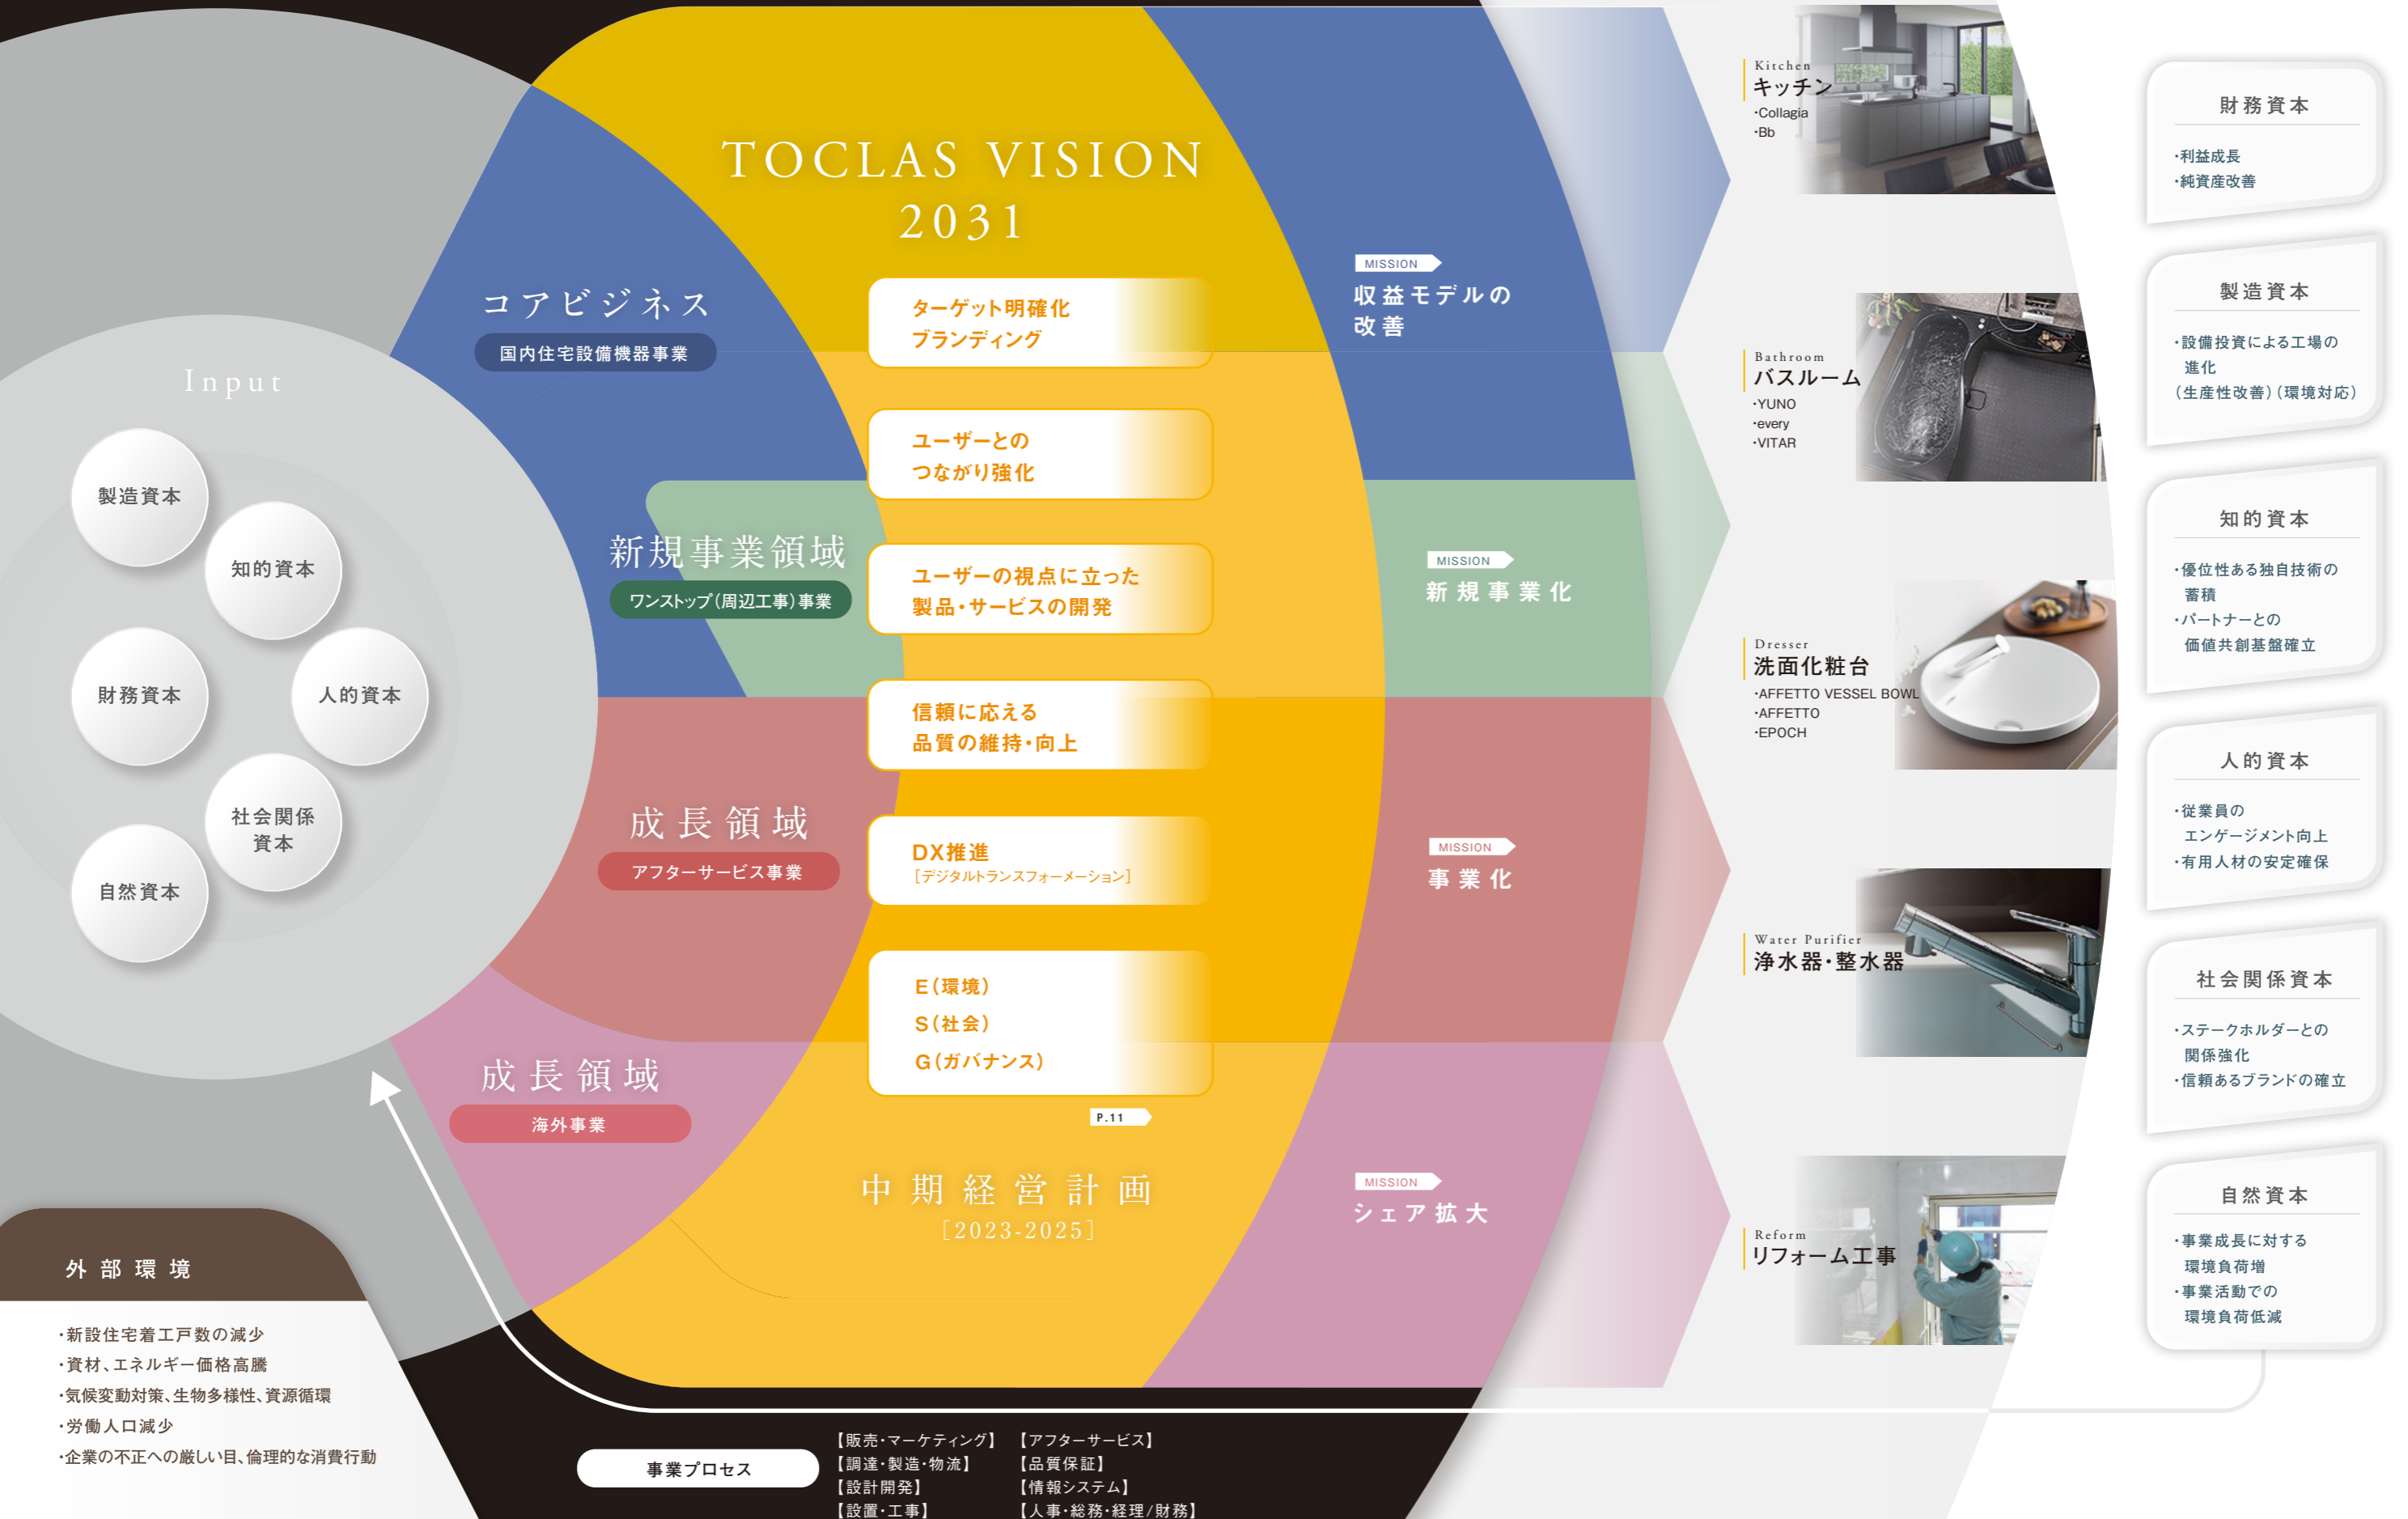 Input
製造資本
知的資本
財務資本
人的資本
社会関係
資本
自然資本
外部環境
・新設住宅着工戸数の減少
・資材、エネルギー価格高騰
・気候変動対策、生物多様性、資源循環
・労働人口減少
・企業の不正への厳しい目、倫理的な消費行動
コアビジネス
国内住宅設備機器事業
新規事業領域
ワンストップ（周辺工事）事業
成長領域
アフターサービス事業
成長領域
海外事業
TOCLAS VISION
2031
ターゲット明確化
ブランディング
ユーザーとの
つながり強化
ユーザーの視点に立った
製品・サービスの開発
信頼に応える
品質の維持・向上
DX推進
［デジタルトランスフォーメーション］
E（環境）
S（社会）
G（ガバナンス）
P.11
中期経営計画
［2023-2025］
MISSION
収益モデルの
改善
MISSION
新規事業化
MISSION
事業化
MISSION
シェア拡大
事業プロセス
【販売・マーケティング】
【調達・製造・物流】
【設計開発】
【設置・工事】
【アフターサービス】
【品質保証】
【情報システム】
【人事・総務・経理/財務】
Kitchen
キッチン
・Collagia
・Bb
Bathroom
バスルーム
・YUNO
・every
・VITAR
Dresser
洗面化粧台
・AFFETTO VESSEL BOWL
・AFFETTO
・EPOCH
Water Purifier
浄水器・整水器
Reform
リフォーム工事
財務資本
・利益成長
・純資産改善
製造資本
・設備投資による工場の
進化
（生産性改善）（環境対応）
知的資本
・優位性ある独自技術の
蓄積
・パートナーとの
価値共創基盤確立
人的資本
・従業員の
エンゲージメント向上
・有用人材の安定確保
社会関係資本
・ステークホルダーとの
関係強化
・信頼あるブランドの確立
自然資本
・事業成長に対する
環境負荷増
・事業活動での
環境負荷低減